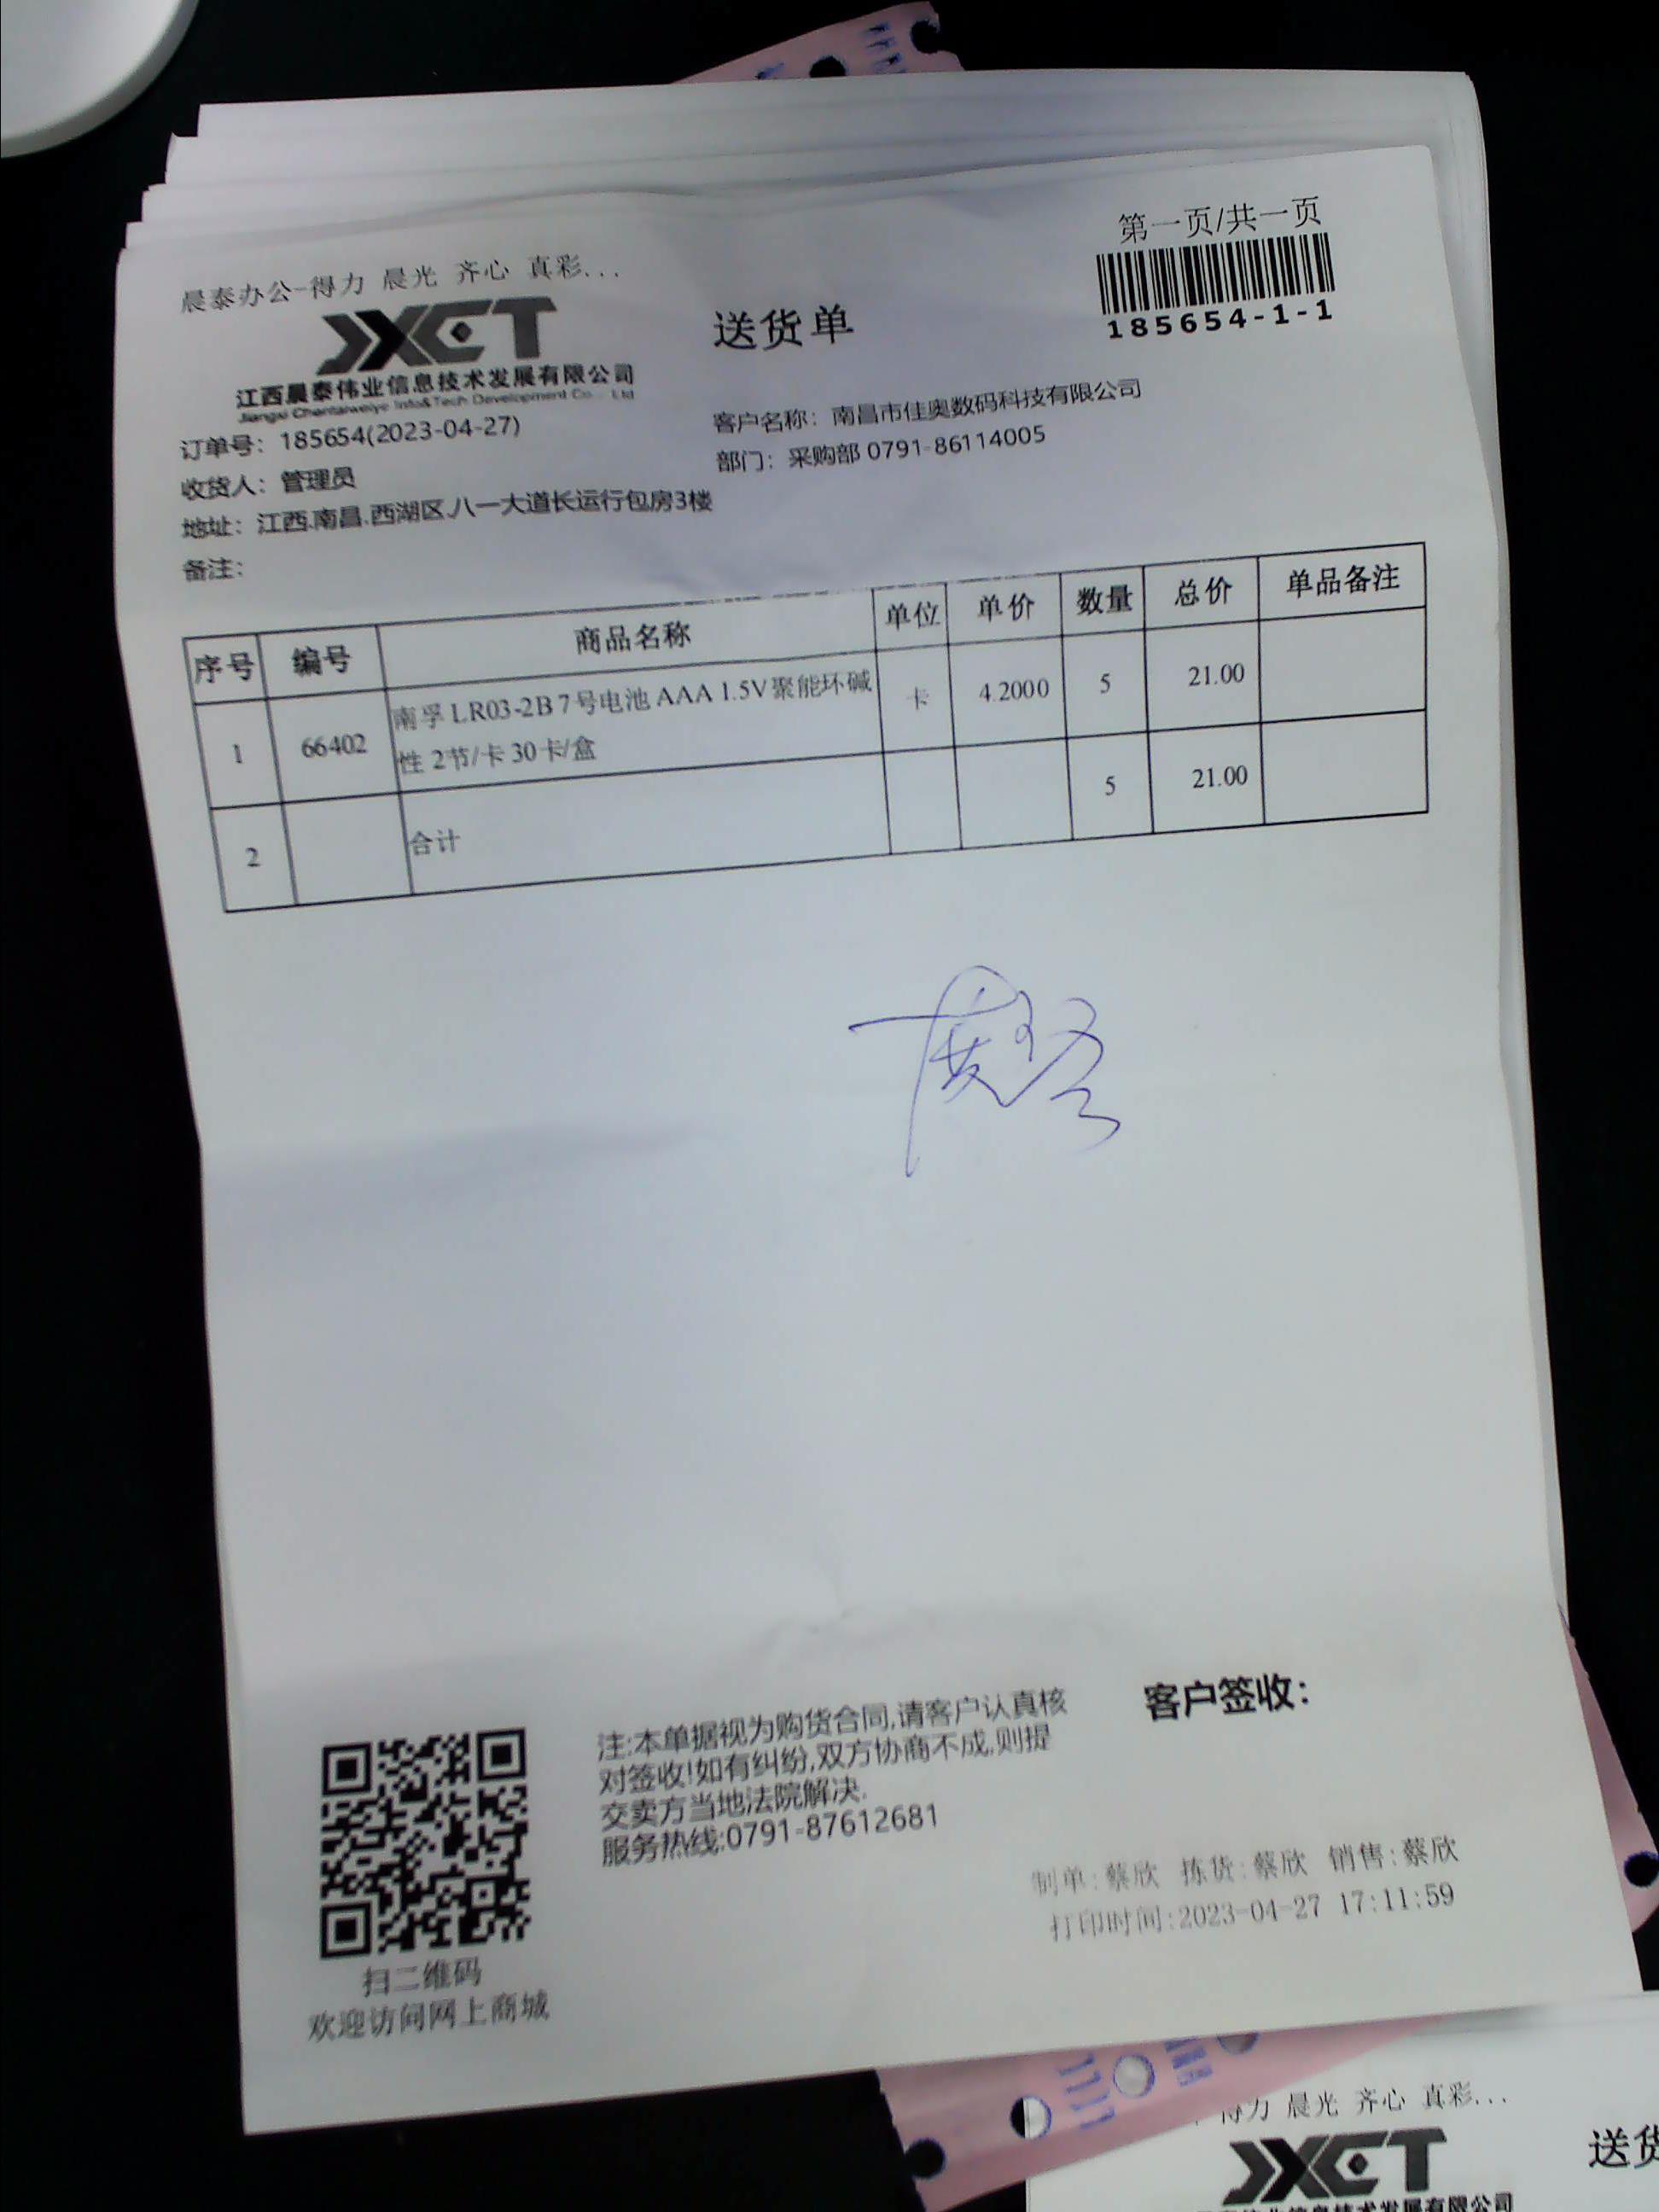 第一页/共一页
185654-1-1
晨泰办公-得力 晨光 齐心 真彩...
JXCT
送货单
江西晨泰伟业信息技术发展有限公司
Jiangxi Chentaiweiye Info&Tech Development Co., Ltd
订单号：185654(2023-04-27)
客户名称：南昌市佳奥数码科技有限公司
收货人：管理员
部门：采购部 0791-86114005
地址：江西.南昌.西湖区.八一大道长运行包房3楼
备注：
序号 编号 商品名称 单位 单价 数量 总价 单品备注
1 66402 南孚 LR03-2B 7号电池 AAA 1.5V 聚能环碱 卡 4.2000 5 21.00
性 2节/卡 30卡/盒
2 合计 5 21.00
客户签收：
注:本单据视为购货合同,请客户认真核
对签收!如有纠纷,双方协商不成,则提
交卖方当地法院解决.
服务热线:0791-87612681
制单:蔡欣 拣货:蔡欣 销售:蔡欣
打印时间:2023-04-27 17:11:59
扫二维码
欢迎访问网上商城
得力 晨光 齐心 真彩...
JXCT
送货